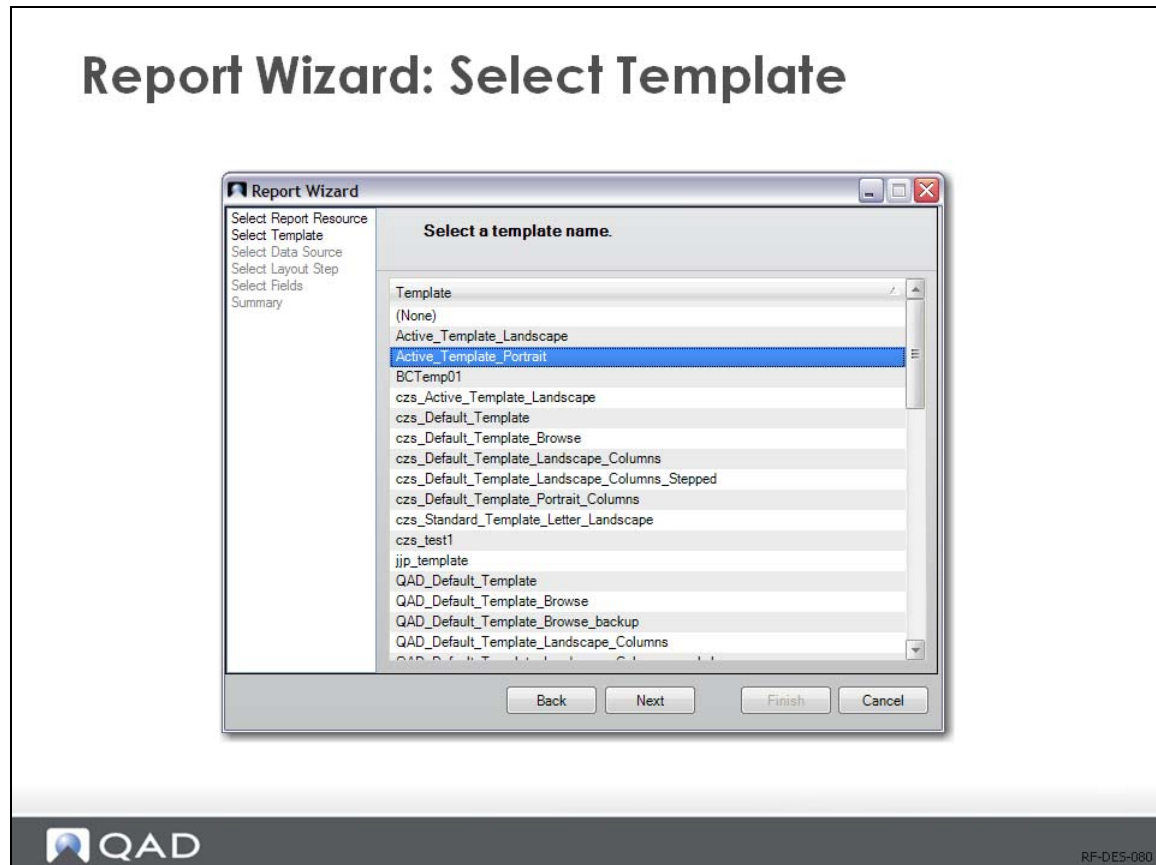 Report Wizard: Select Template
Report Wizard
Select Report Resource
Select Template
Select Data Source
Select Layout Step
Select Fields
Summary
Select a template name.
Template
(None)
Active_Template_Landscape
Active_Template_Portrait
BCTemp01
czs_Active_Template_Landscape
czs_Default_Template
czs_Default_Template_Browse
czs_Default_Template_Landscape_Columns
czs_Default_Template_Landscape_Columns_Stepped
czs_Default_Template_Portrait_Columns
czs_Standard_Template_Letter_Landscape
czs_test1
jjp_template
QAD_Default_Template
QAD_Default_Template_Browse
QAD_Default_Template_Browse_backup
QAD_Default_Template_Landscape_Columns
Back Next Finish Cancel
QAD
RF-DES-080